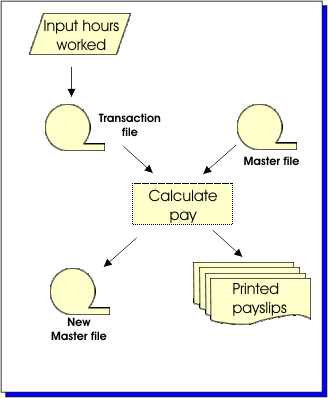 Input hours
worked
Transaction
file
Master file
Calculate
pay
New
Master file
Printed
payslips